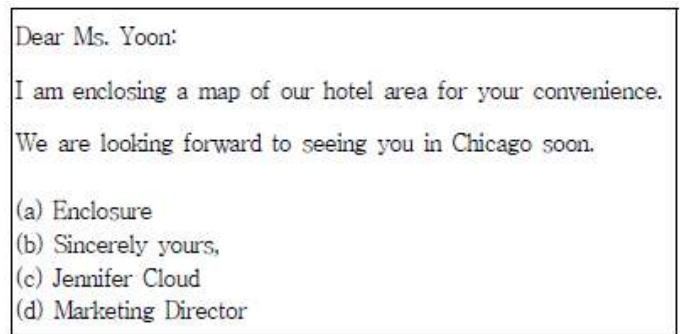 Dear Ms. Yoon:
I am enclosing a map of our hotel area for your convenience.
We are looking forward to seeing you in Chicago soon.
(a) Enclosure
(b) Sincerely yours,
(c) Jennifer Cloud
(d) Marketing Director